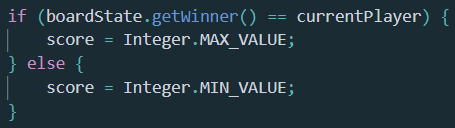 if (boardState.getWinner() == currentPlayer) {
    score = Integer.MAX_VALUE;
} else {
    score = Integer.MIN_VALUE;
}